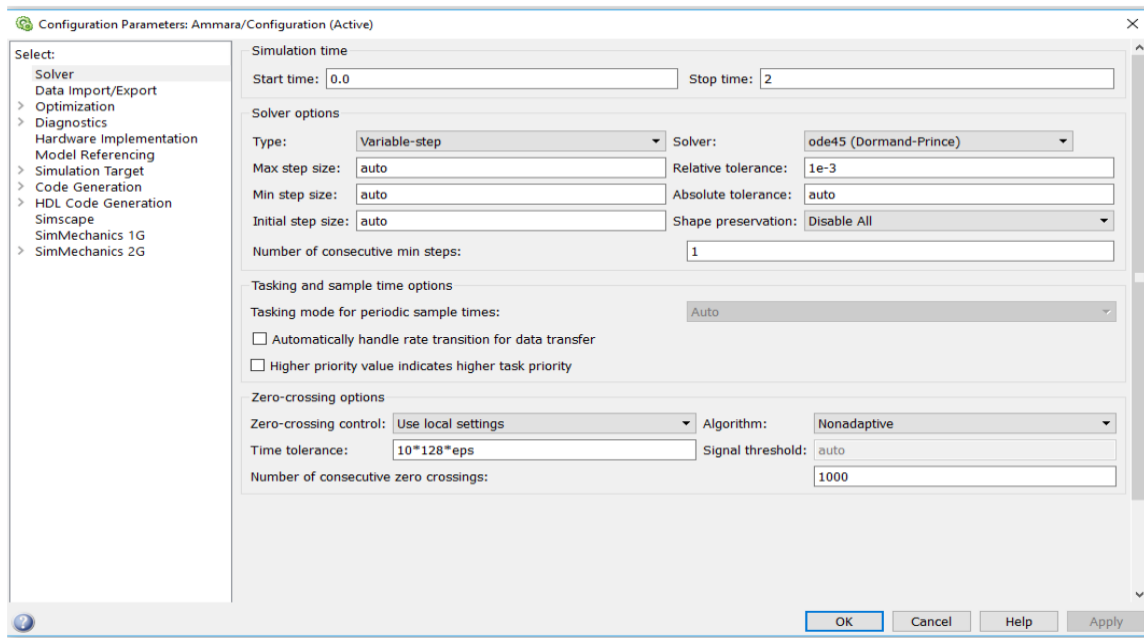 Configuration Parameters: Ammara/Configuration (Active)
Select:
Solver
Data Import/Export
Optimization
Diagnostics
Hardware Implementation
Model Referencing
Simulation Target
Code Generation
HDL Code Generation
Simscape
SimMechanics 1G
SimMechanics 2G
Simulation time
Start time: 0.0 Stop time: 2
Solver options
Type: Variable-step Solver: ode45 (Dormand-Prince)
Max step size: auto Relative tolerance: 1e-3
Min step size: auto Absolute tolerance: auto
Initial step size: auto Shape preservation: Disable All
Number of consecutive min steps: 1
Tasking and sample time options
Tasking mode for periodic sample times: Auto
Automatically handle rate transition for data transfer
Higher priority value indicates higher task priority
Zero-crossing options
Zero-crossing control: Use local settings Algorithm: Nonadaptive
Time tolerance: 10*128*eps Signal threshold: auto
Number of consecutive zero crossings: 1000
OK Cancel Help Apply